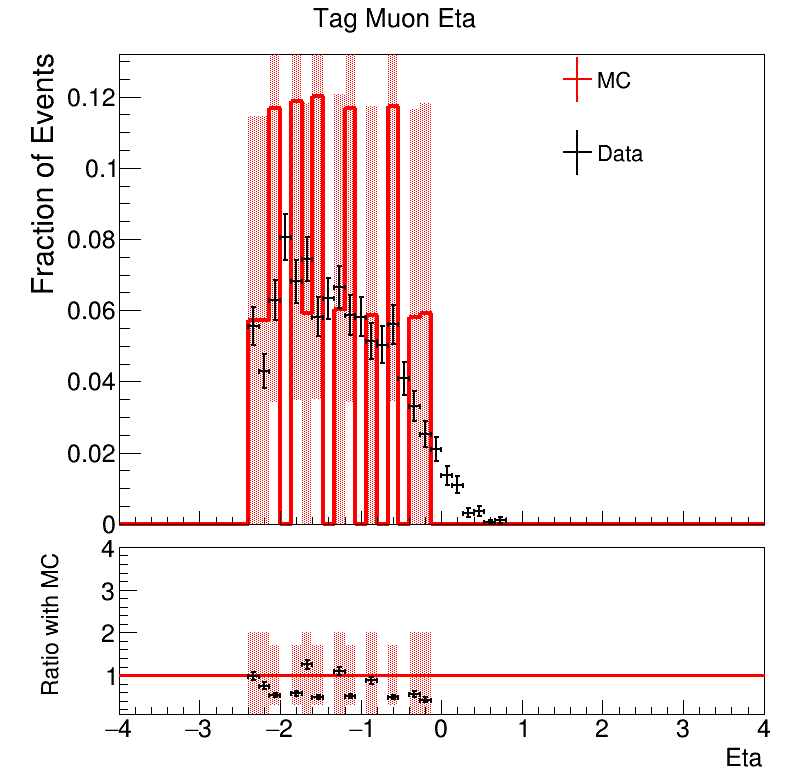 Tag Muon Eta
Fraction of Events
0.12
0.1
0.08
0.06
0.04
0.02
0
MC
Data
Ratio with MC
4
3
2
1
−4 −3 −2 −1 0 1 2 3 4
Eta